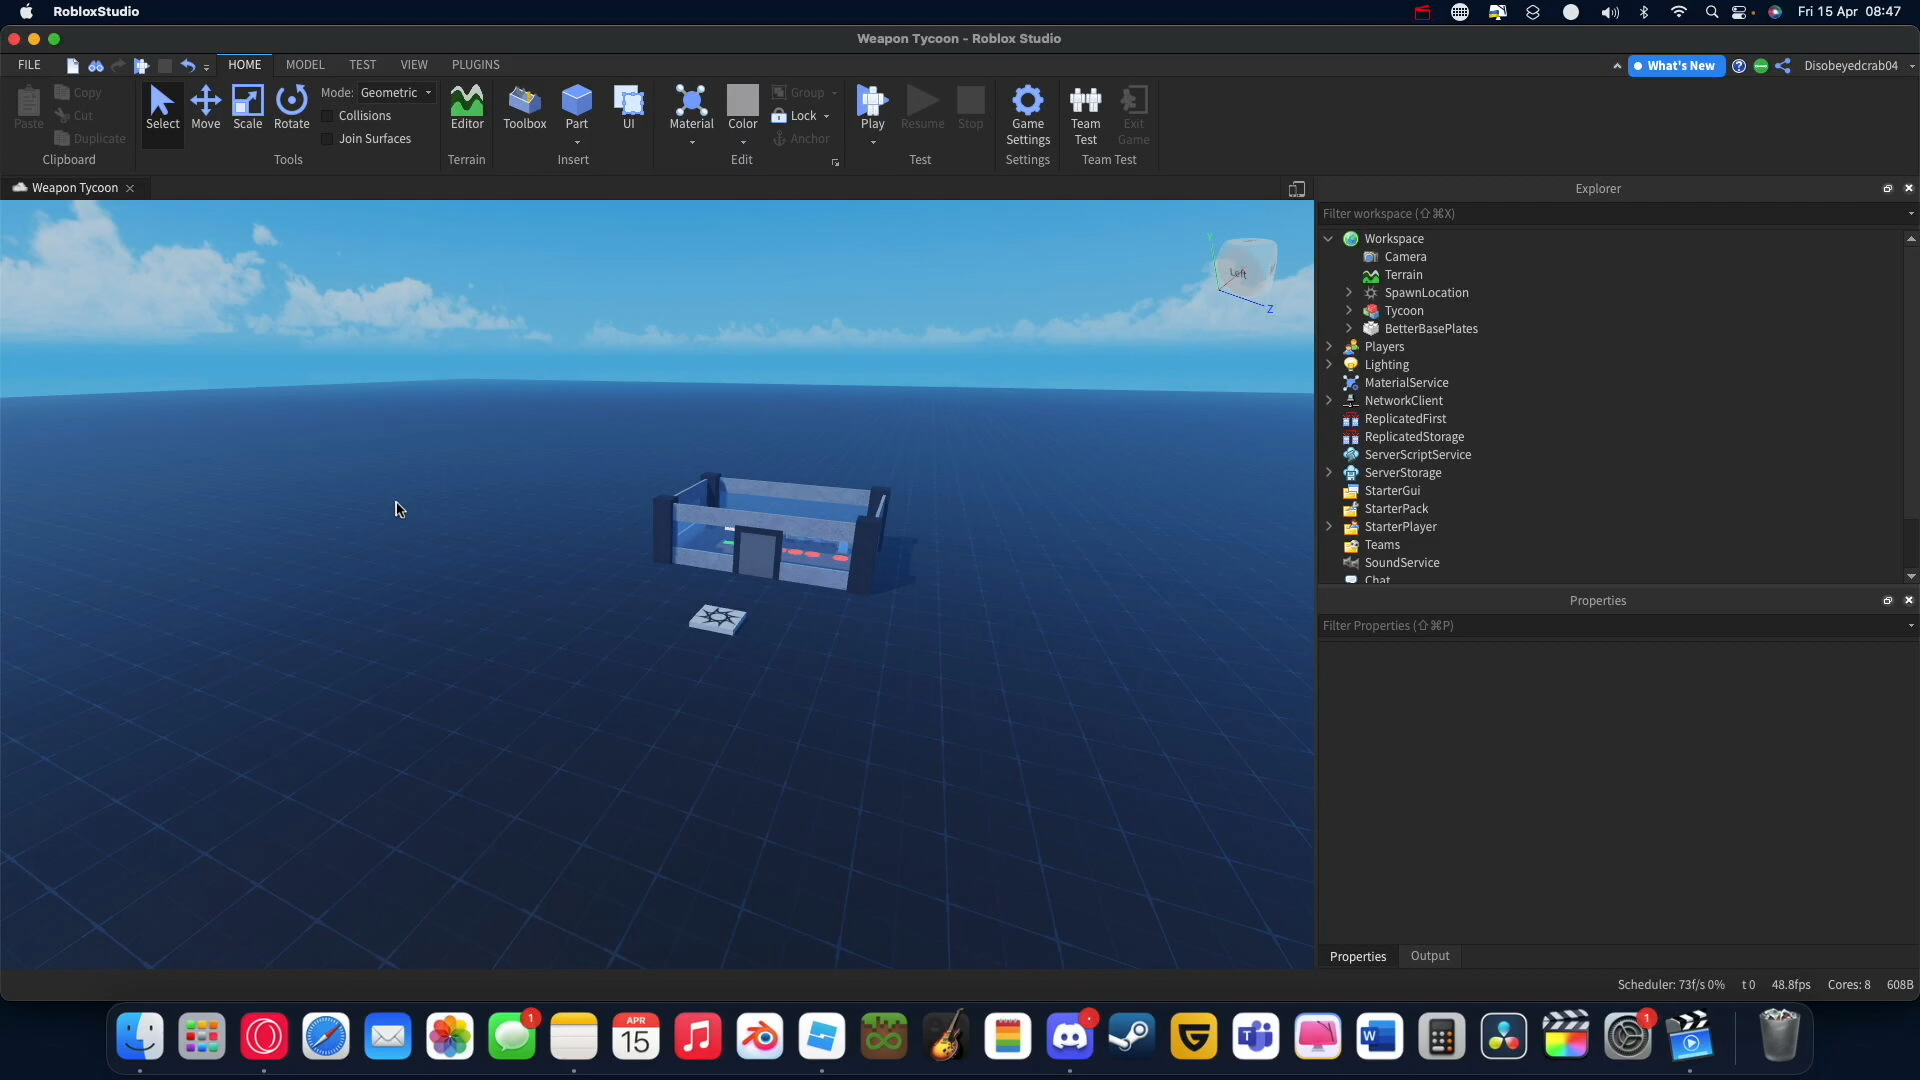 RobloxStudio
Fri 15 Apr 08:47
Weapon Tycoon - Roblox Studio
FILE
HOME
MODEL
TEST
VIEW
PLUGINS
What's New
Disobeyedcrab04
Paste
Copy
Cut
Duplicate
Clipboard
Select
Move
Scale
Rotate
Mode: Geometric
Collisions
Join Surfaces
Tools
Editor
Terrain
Toolbox
Part
UI
Insert
Material
Color
Group
Lock
Anchor
Edit
Play
Resume
Stop
Test
Game
Settings
Settings
Team
Test
Exit
Game
Team Test
Weapon Tycoon
Y
Left
Z
Explorer
Filter workspace (⇧⌘X)
Workspace
Camera
Terrain
SpawnLocation
Tycoon
BetterBasePlates
Players
Lighting
MaterialService
NetworkClient
ReplicatedFirst
ReplicatedStorage
ServerScriptService
ServerStorage
StarterGui
StarterPack
StarterPlayer
Teams
SoundService
Chat
Properties
Filter Properties (⇧⌘P)
Properties
Output
Scheduler: 73f/s 0%
t 0
48.8fps
Cores: 8
608B
1
APR
15
W
1